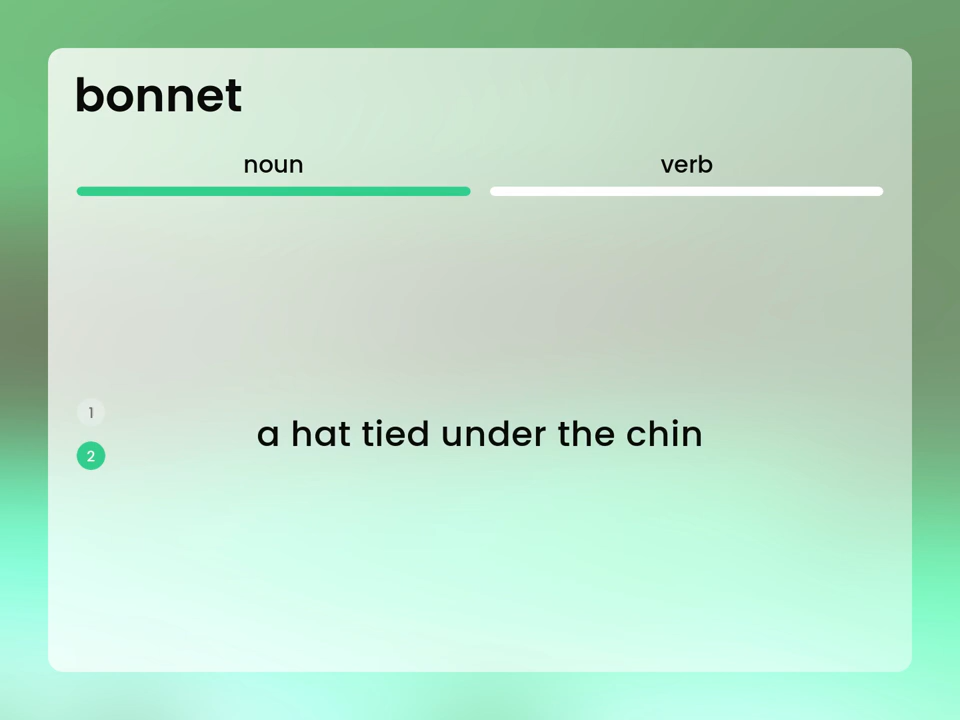 bonnet
noun
verb
1
2
a hat tied under the chin